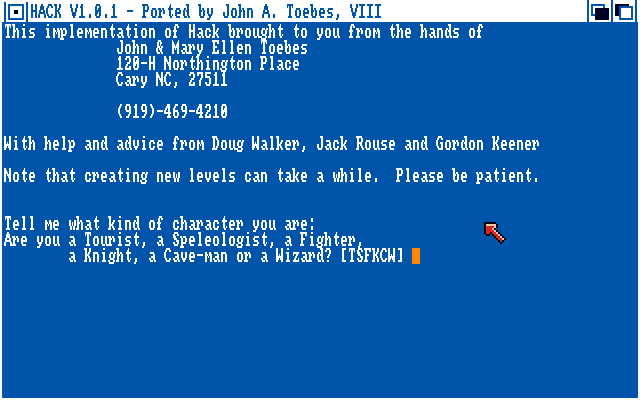 HACK V1.0.1 - Ported by John A. Toebes, VIII
This implementation of Hack brought to you from the hands of
John & Mary Ellen Toebes
120-H Northington Place
Cary NC, 27511
(919)-469-4210
With help and advice from Doug Walker, Jack Rouse and Gordon Keener
Note that creating new levels can take a while.  Please be patient.
Tell me what kind of character you are:
Are you a Tourist, a Speleologist, a Fighter,
a Knight, a Cave-man or a Wizard? [TSFKCW]